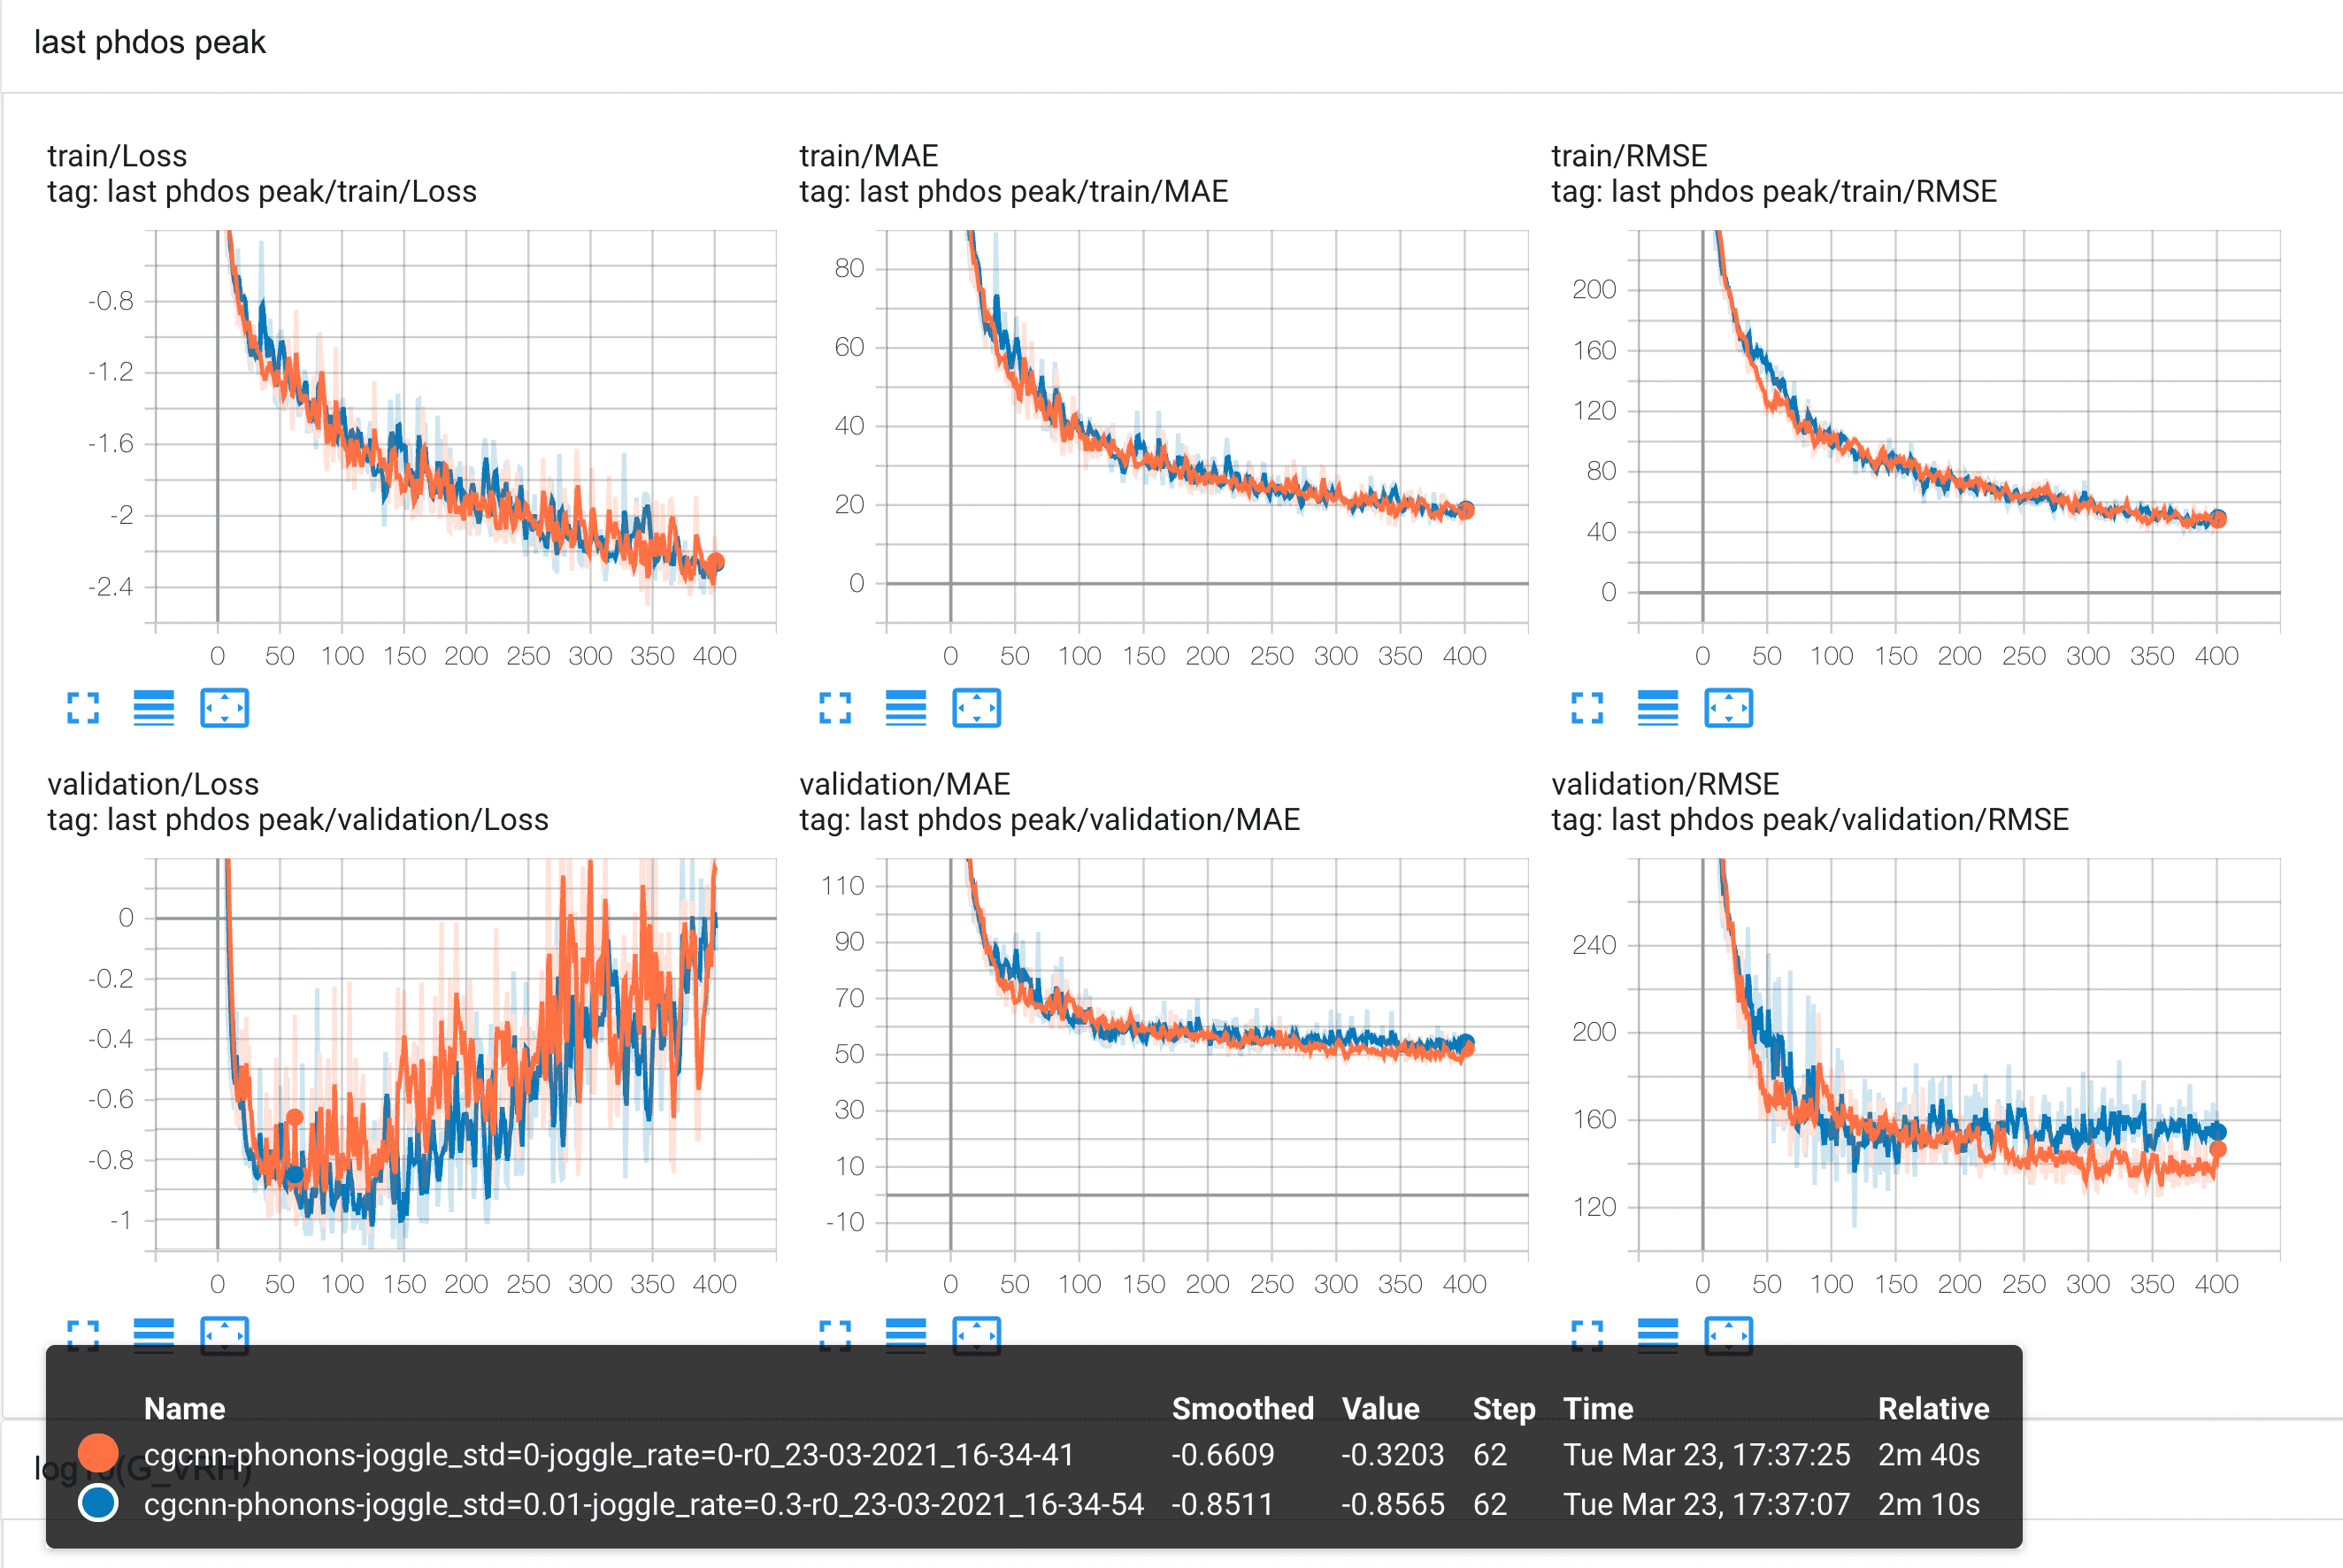 last phdos peak
train/Loss
tag: last phdos peak/train/Loss
-0.8
-1.2
-1.6
-2
-2.4
0 50 100 150 200 250 300 350 400
train/MAE
tag: last phdos peak/train/MAE
80
60
40
20
0
0 50 100 150 200 250 300 350 400
train/RMSE
tag: last phdos peak/train/RMSE
200
160
120
80
40
0
0 50 100 150 200 250 300 350 400
validation/Loss
tag: last phdos peak/validation/Loss
0
-0.2
-0.4
-0.6
-0.8
-1
0 50 100 150 200 250 300 350 400
validation/MAE
tag: last phdos peak/validation/MAE
110
90
70
50
30
10
-10
0 50 100 150 200 250 300 350 400
validation/RMSE
tag: last phdos peak/validation/RMSE
240
200
160
120
0 50 100 150 200 250 300 350 400
Name Smoothed Value Step Time Relative
cgcnn-phonons-joggle_std=0-joggle_rate=0-r0_23-03-2021_16-34-41 -0.6609 -0.3203 62 Tue Mar 23, 17:37:25 2m 40s
cgcnn-phonons-joggle_std=0.01-joggle_rate=0.3-r0_23-03-2021_16-34-54 -0.8511 -0.8565 62 Tue Mar 23, 17:37:07 2m 10s
log10(G_VRH)